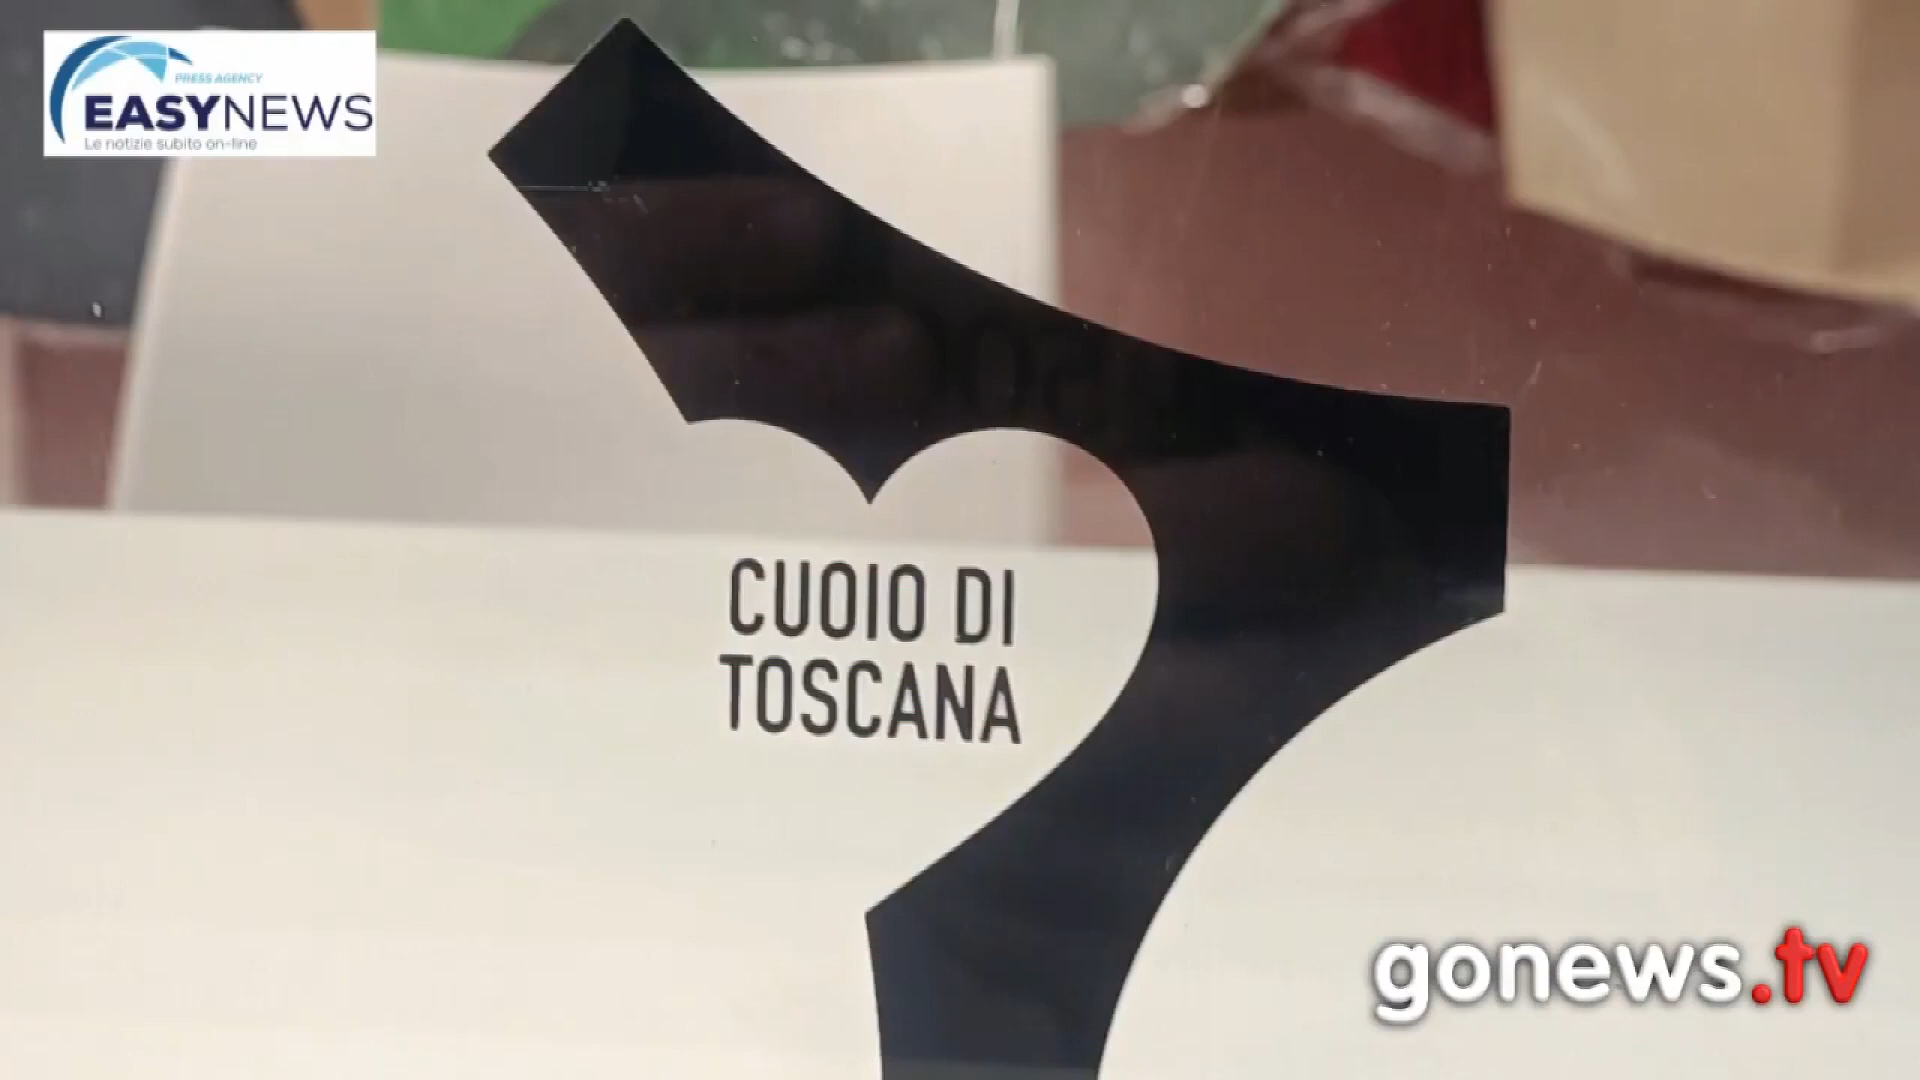 PRESS AGENCY
EASYNEWS
Le notizie subito on-line
CUOIO DI
TOSCANA
gonews.tv